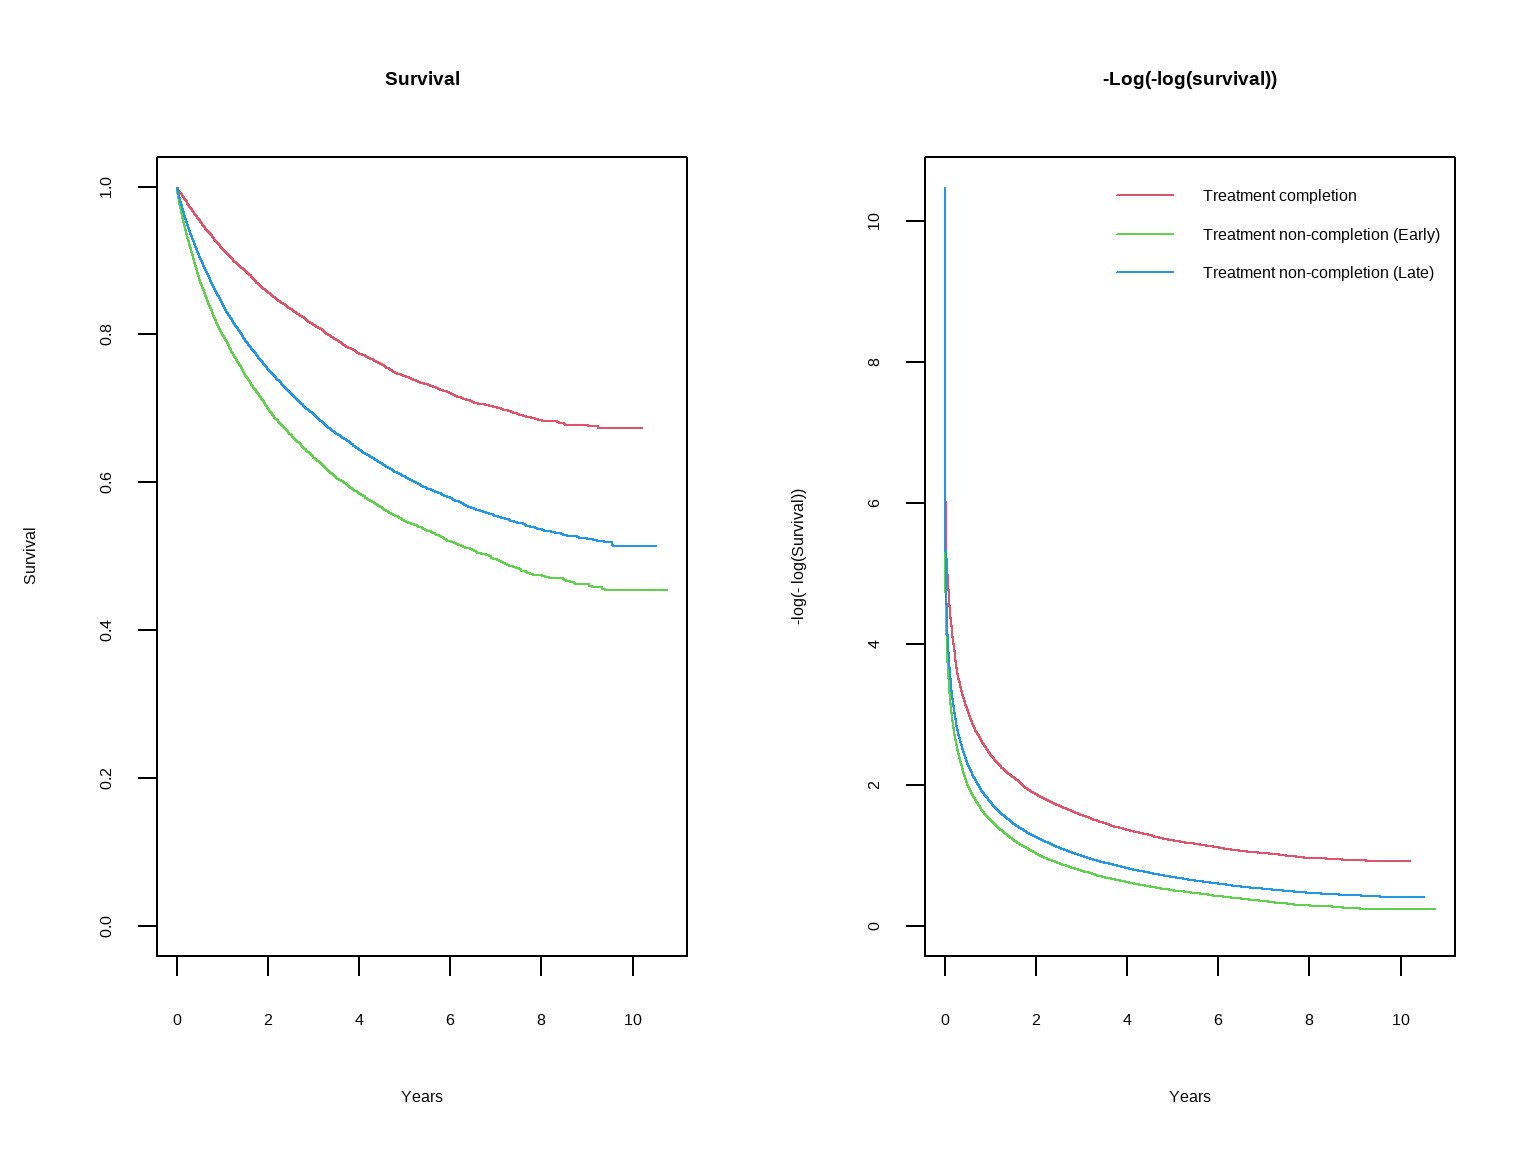 Survival
Survival
1.0
0.8
0.6
0.4
0.2
0.0
0 2 4 6 8 10
Years
-Log(-log(survival))
-log(- log(Survival))
10
8
6
4
2
0
Treatment completion
Treatment non-completion (Early)
Treatment non-completion (Late)
0 2 4 6 8 10
Years